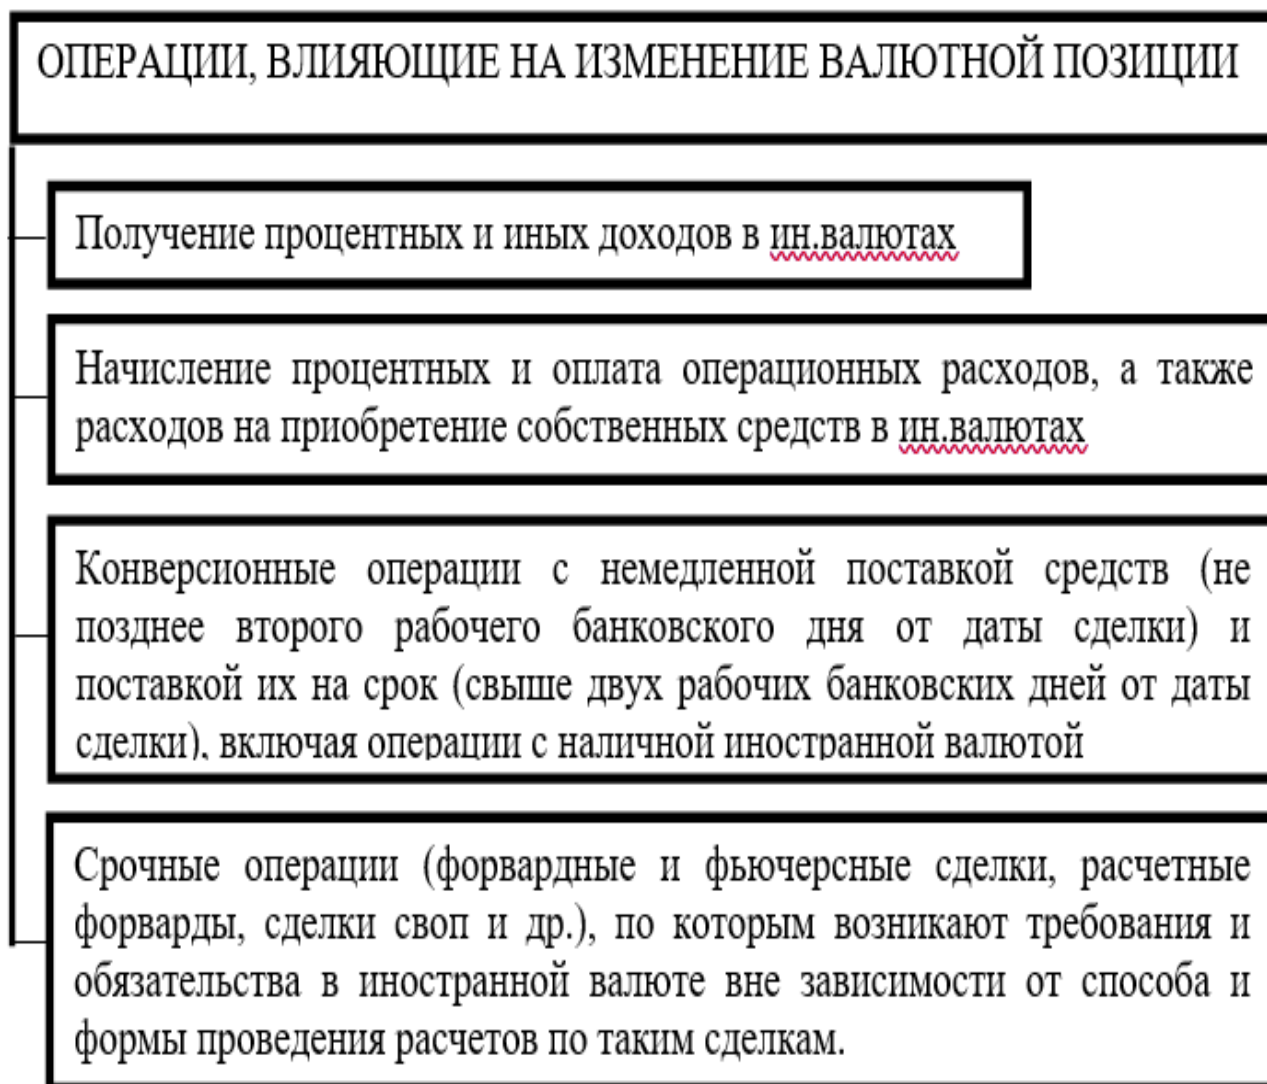 ОПЕРАЦИИ, ВЛИЯЮЩИЕ НА ИЗМЕНЕНИЕ ВАЛЮТНОЙ ПОЗИЦИИ
Получение процентных и иных доходов в ин.валютах
Начисление процентных и оплата операционных расходов, а также
расходов на приобретение собственных средств в ин.валютах
Конверсионные операции с немедленной поставкой средств (не
позднее второго рабочего банковского дня от даты сделки) и
поставкой их на срок (свыше двух рабочих банковских дней от даты
сделки), включая операции с наличной иностранной валютой
Срочные операции (форвардные и фьючерсные сделки, расчетные
форварды, сделки своп и др.), по которым возникают требования и
обязательства в иностранной валюте вне зависимости от способа и
формы проведения расчетов по таким сделкам.